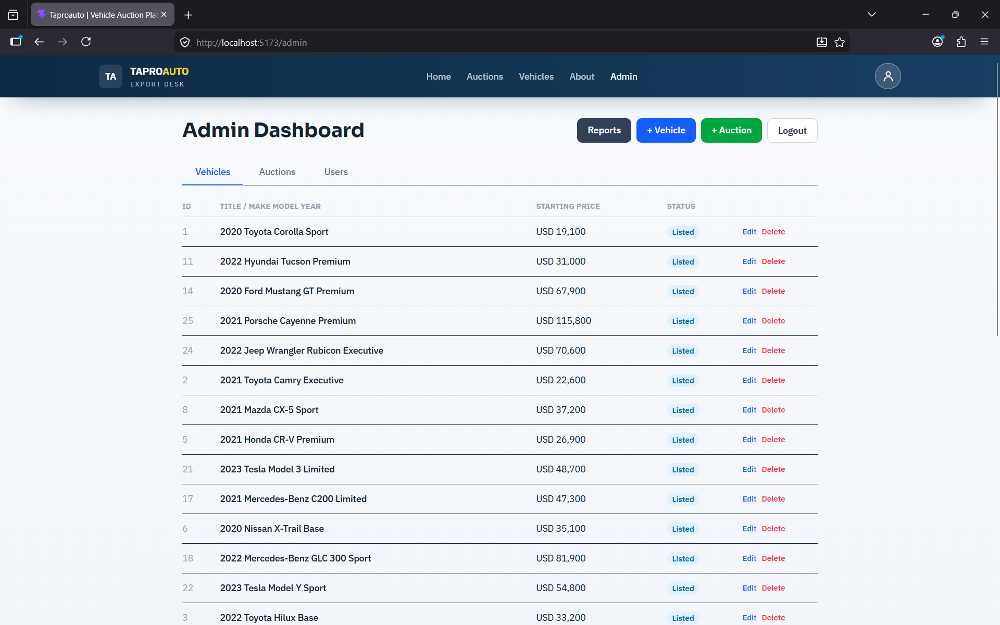 Taproauto | Vehicle Auction Plat
http://localhost:5173/admin
TA
TAPROAUTO
EXPORT DESK
Home
Auctions
Vehicles
About
Admin
Admin Dashboard
Reports
+ Vehicle
+ Auction
Logout
Vehicles
Auctions
Users
ID TITLE / MAKE MODEL YEAR STARTING PRICE STATUS
1 2020 Toyota Corolla Sport USD 19,100 Listed Edit Delete
11 2022 Hyundai Tucson Premium USD 31,000 Listed Edit Delete
14 2020 Ford Mustang GT Premium USD 67,900 Listed Edit Delete
25 2021 Porsche Cayenne Premium USD 115,800 Listed Edit Delete
24 2022 Jeep Wrangler Rubicon Executive USD 70,600 Listed Edit Delete
2 2021 Toyota Camry Executive USD 22,600 Listed Edit Delete
8 2021 Mazda CX-5 Sport USD 37,200 Listed Edit Delete
5 2021 Honda CR-V Premium USD 26,900 Listed Edit Delete
21 2023 Tesla Model 3 Limited USD 48,700 Listed Edit Delete
17 2021 Mercedes-Benz C200 Limited USD 47,300 Listed Edit Delete
6 2020 Nissan X-Trail Base USD 35,100 Listed Edit Delete
18 2022 Mercedes-Benz GLC 300 Sport USD 81,900 Listed Edit Delete
22 2023 Tesla Model Y Sport USD 54,800 Listed Edit Delete
3 2022 Toyota Hilux Base USD 33,200 Listed Edit Delete